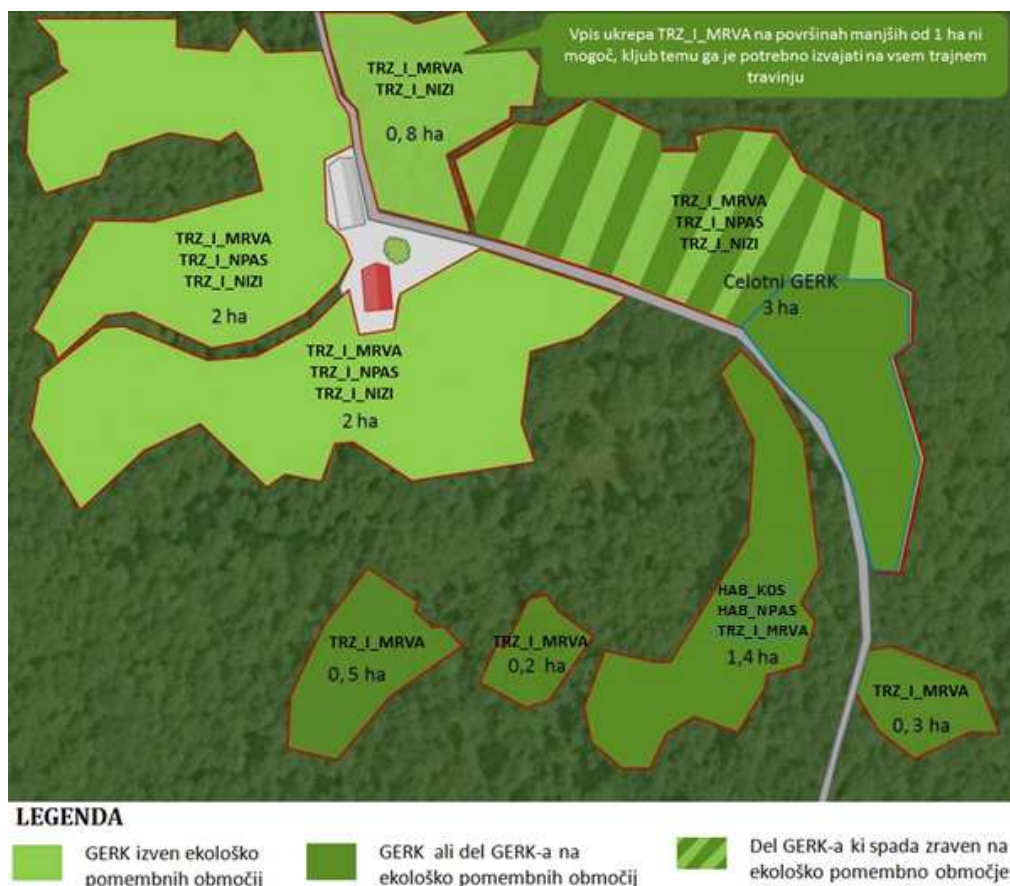 Vpis ukrepa TRZ_I_MRVA na površinah manjših od 1 ha ni
mogoč, kljub temu ga je potrebno izvajati na vsem trajnem
travinju
TRZ_I_MRVA
TRZ_I_NIZI
0, 8 ha
TRZ_I_MRVA
TRZ_I_NPAS
TRZ_I_NIZI
Celotni GERK
3 ha
TRZ_I_MRVA
TRZ_I_NPAS
TRZ_I_NIZI
2 ha
TRZ_I_MRVA
TRZ_I_NPAS
TRZ_I_NIZI
2 ha
HAB_KOS
HAB_NPAS
TRZ_I_MRVA
1,4 ha
TRZ_I_MRVA
0, 5 ha
TRZ_I_MRVA
0,2 ha
TRZ_I_MRVA
0, 3 ha
LEGENDA
GERK izven ekološko
pomembnih območij
GERK ali del GERK-a na
ekološko pomembnih območij
Del GERK-a ki spada zraven na
ekološko pomembno območje